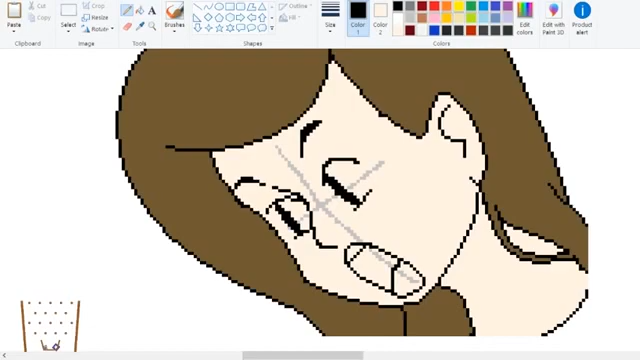 Paste
Cut
Copy
Select
Crop
Resize
Rotate
Brushes
Outline
Fill
Size
Color 1
Color 2
Edit colors
Edit with Paint 3D
Product alert
Clipboard
Image
Tools
Shapes
Colors